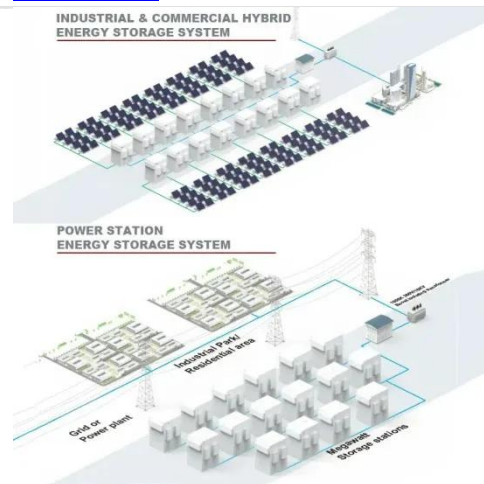 INDUSTRIAL & COMMERCIAL HYBRID
ENERGY STORAGE SYSTEM
POWER STATION
ENERGY STORAGE SYSTEM
Industrial Park/
Residential area
Grid or
Power plant
Megawatt
Storage stations